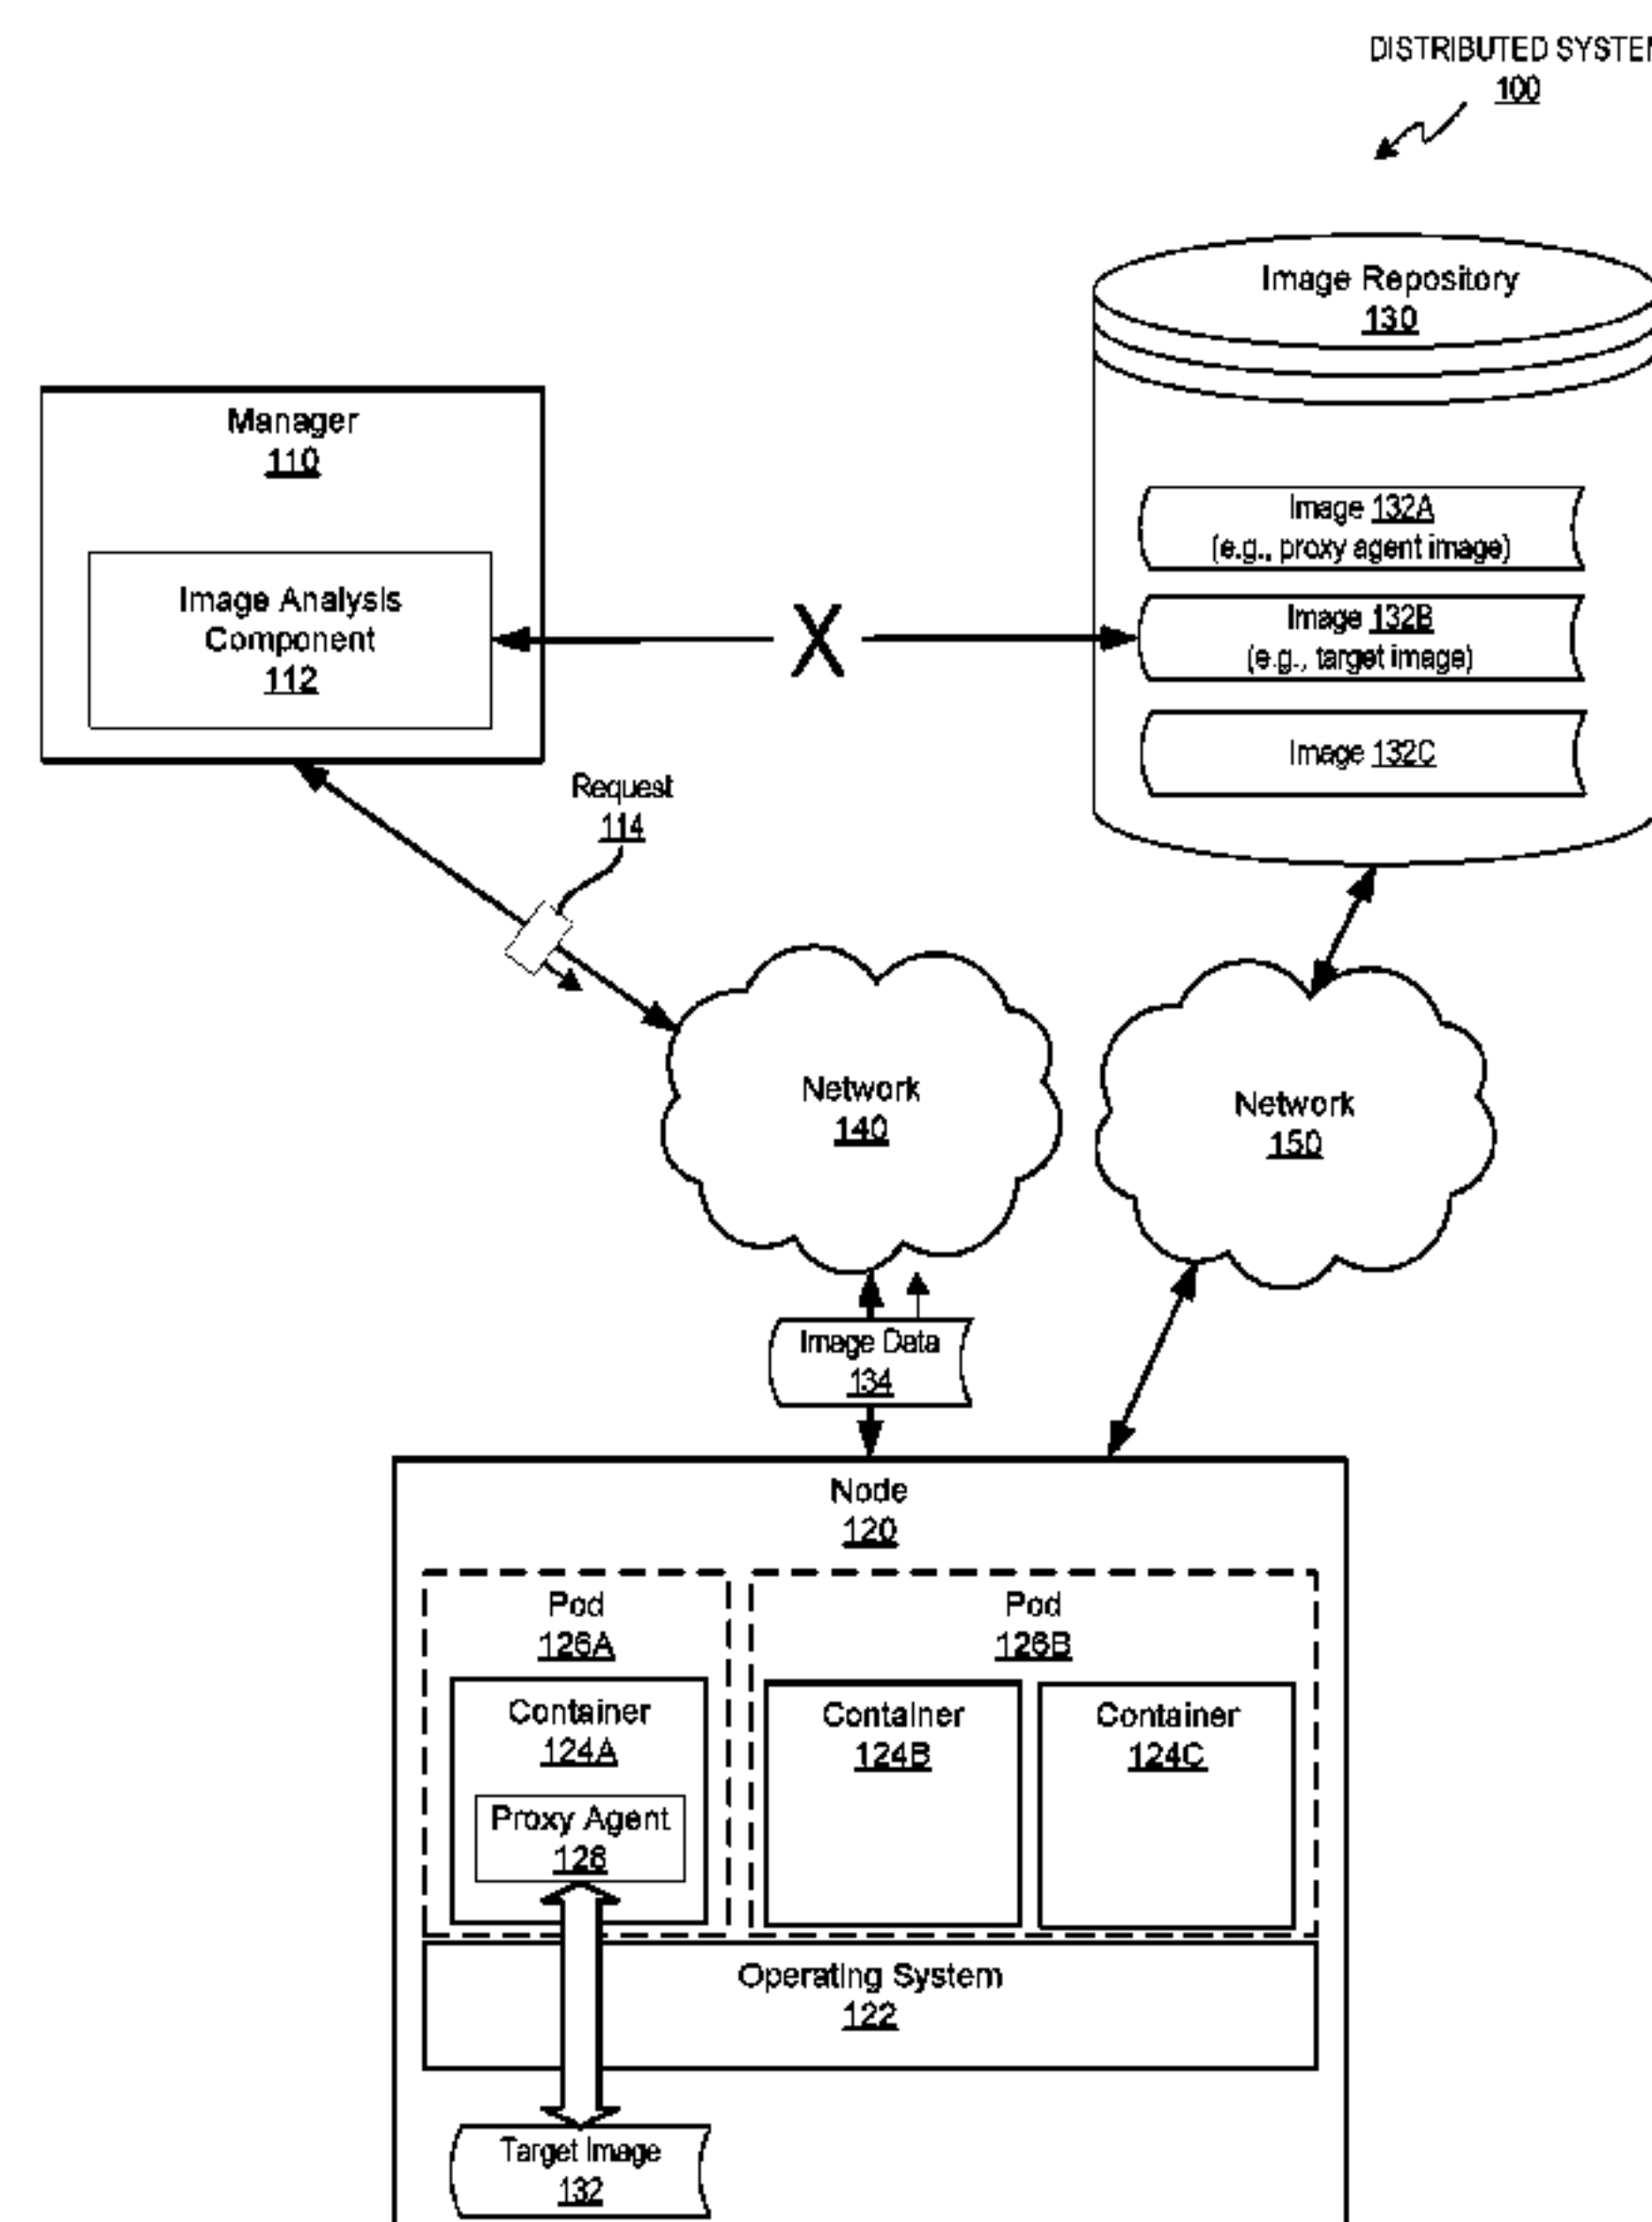 DISTRIBUTED SYSTEM
100
Image Repository
130
Manager
110
Image 132A
(e.g., proxy agent image)
Image Analysis
Component
112
X
Image 132B
(e.g., target image)
Image 132C
Request
114
Network
140
Network
150
Image Data
134
Node
120
Pod
126A
Pod
126B
Container
124A
Container
124B
Container
124C
Proxy Agent
128
Operating System
122
Target Image
132